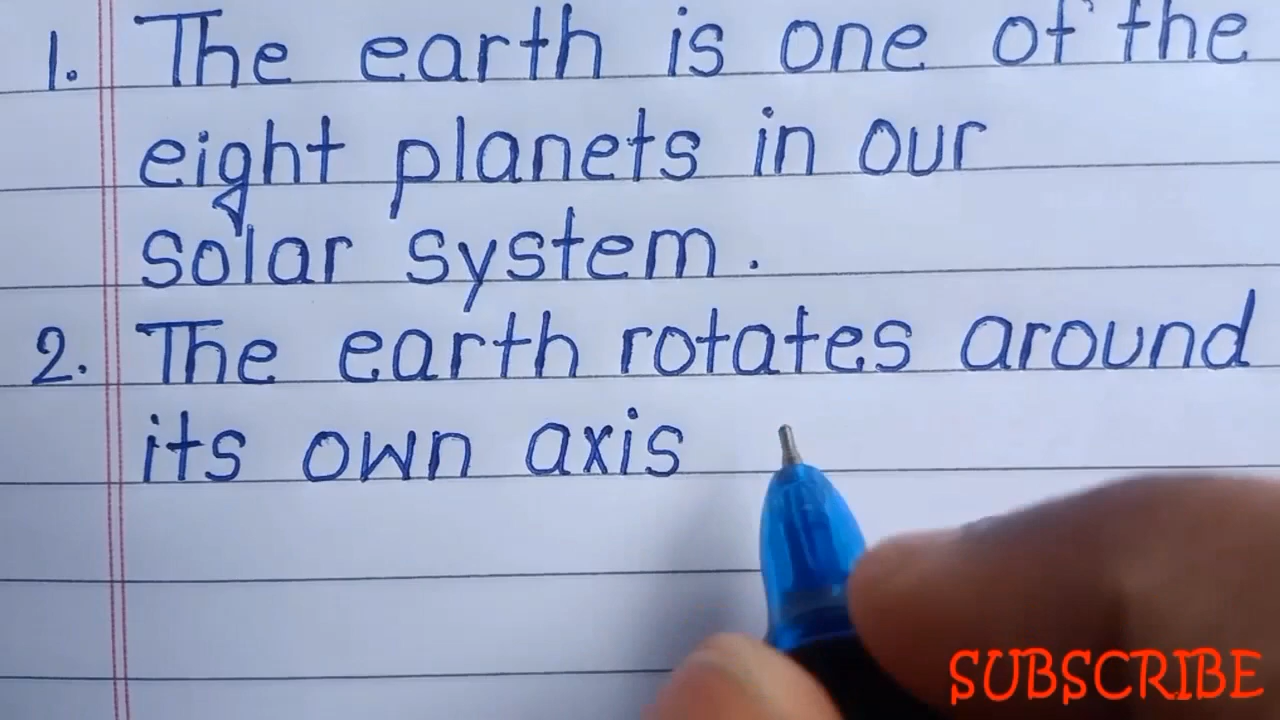 1. The earth is one of the
eight planets in our
solar system.
2. The earth rotates around
its own axis
SUBSCRIBE